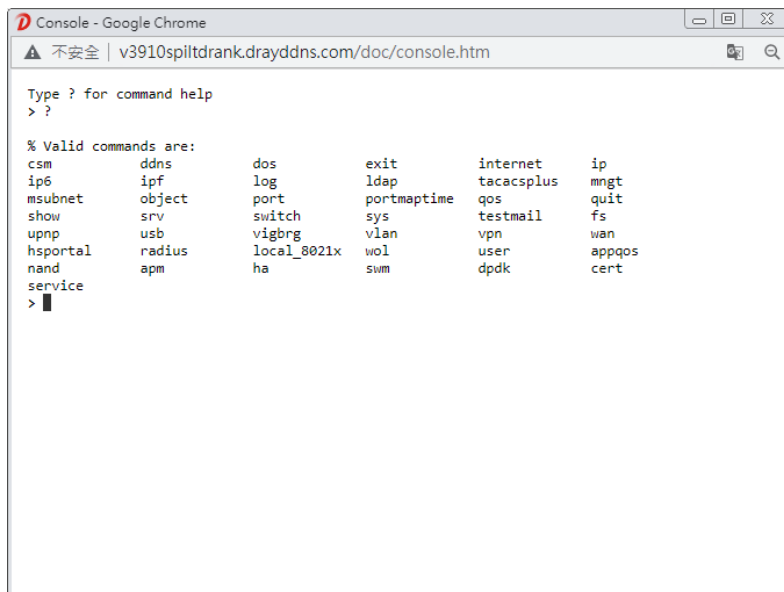 Console - Google Chrome
不安全 | v3910spiltdrank.drayddns.com/doc/console.htm
Type ? for command help
> ?
% Valid commands are:
csm ddns dos exit internet ip
ip6 ipf log ldap tacacsplus mngt
msubnet object port portmaptime qos quit
show srv switch sys testmail fs
upnp usb vigbrg vlan vpn wan
hsportal radius local_8021x wol user appqos
nand apm ha swm dpdk cert
service
>